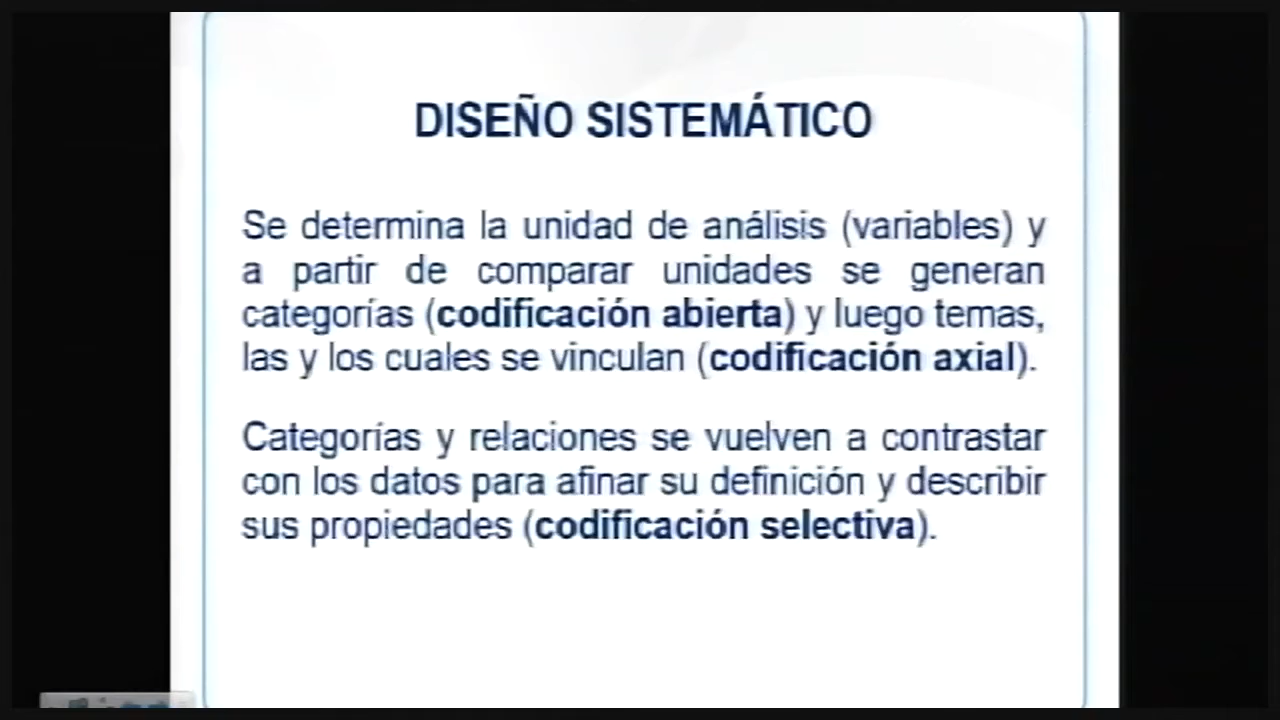 DISEÑO SISTEMÁTICO
Se determina la unidad de análisis (variables) y
a partir de comparar unidades se generan
categorías (codificación abierta) y luego temas,
las y los cuales se vinculan (codificación axial).
Categorías y relaciones se vuelven a contrastar
con los datos para afinar su definición y describir
sus propiedades (codificación selectiva).